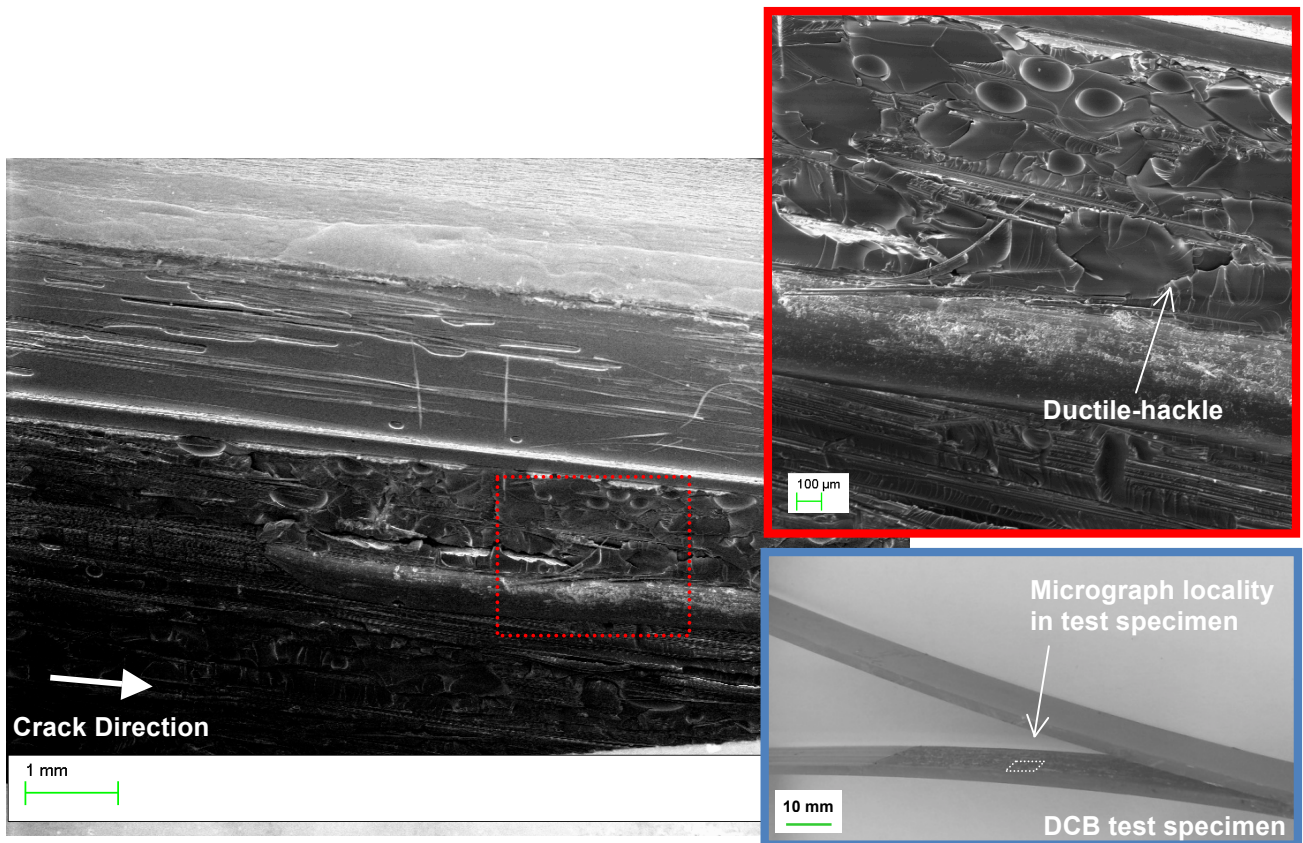 100 µm
Ductile-hackle
Crack Direction
1 mm
Micrograph locality
in test specimen
10 mm
DCB test specimen